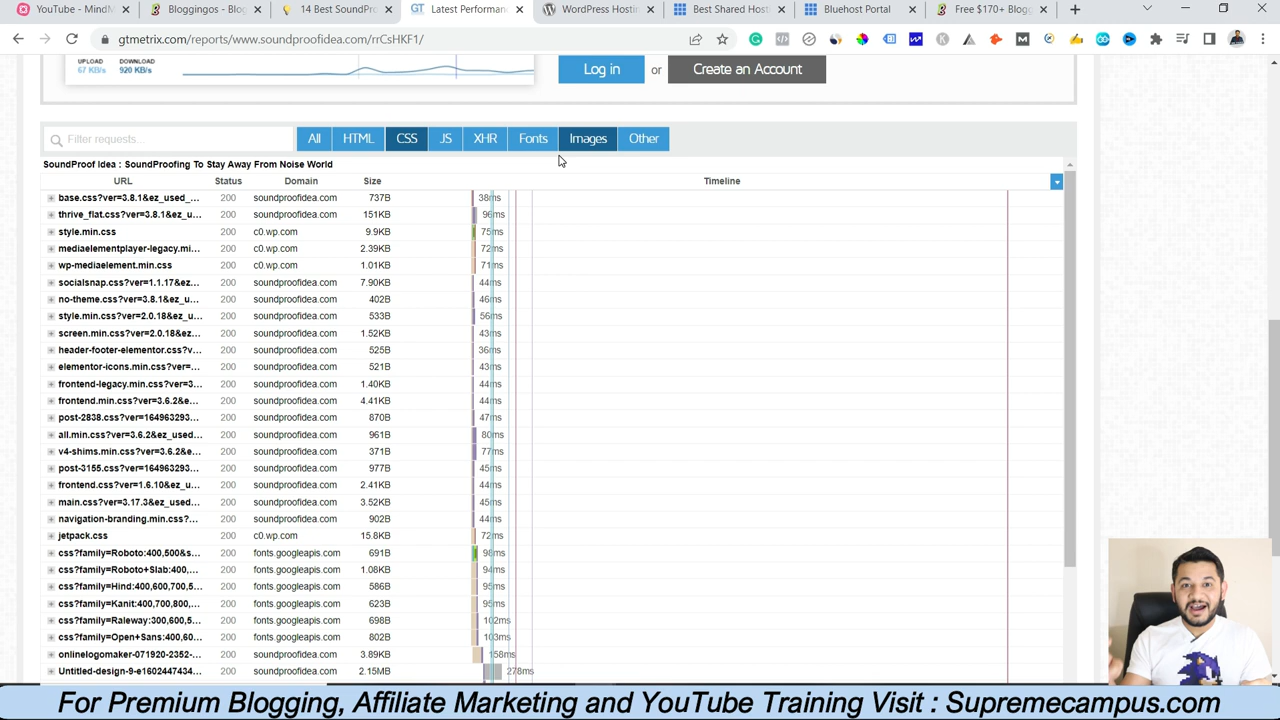 YouTube - MindM
Bloggingos - Blog
14 Best SoundPro
Latest Performan
WordPress Hostin
Best Shared Host
Bluehost Portal
Free $170+ Blogg
gtmetrix.com/reports/www.soundproofidea.com/rrCsHKF1/
UPLOAD DOWNLOAD
67 KB/s 920 KB/s
Log in or Create an Account
Filter requests...
All HTML CSS JS XHR Fonts Images Other
SoundProof Idea : SoundProofing To Stay Away From Noise World
URL Status Domain Size Timeline
base.css?ver=3.8.1&ez_used_... 200 soundproofidea.com 737B 38ms
thrive_flat.css?ver=3.8.1&ez_u... 200 soundproofidea.com 151KB 96ms
style.min.css 200 c0.wp.com 9.9KB 75ms
mediaelementplayer-legacy.mi... 200 c0.wp.com 2.39KB 72ms
wp-mediaelement.min.css 200 c0.wp.com 1.01KB 71ms
socialsnap.css?ver=1.1.17&ez... 200 soundproofidea.com 7.90KB 44ms
no-theme.css?ver=3.8.1&ez_u... 200 soundproofidea.com 402B 46ms
style.min.css?ver=2.0.18&ez_u... 200 soundproofidea.com 533B 56ms
screen.min.css?ver=2.0.18&ez... 200 soundproofidea.com 1.52KB 43ms
header-footer-elementor.css?v... 200 soundproofidea.com 525B 36ms
elementor-icons.min.css?ver=... 200 soundproofidea.com 521B 43ms
frontend-legacy.min.css?ver=3... 200 soundproofidea.com 1.40KB 44ms
frontend.min.css?ver=3.6.2&e... 200 soundproofidea.com 4.41KB 44ms
post-2838.css?ver=164963293... 200 soundproofidea.com 870B 47ms
all.min.css?ver=3.6.2&ez_used... 200 soundproofidea.com 961B 80ms
v4-shims.min.css?ver=3.6.2&e... 200 soundproofidea.com 371B 77ms
post-3155.css?ver=164963293... 200 soundproofidea.com 977B 45ms
frontend.css?ver=1.6.10&ez_u... 200 soundproofidea.com 2.41KB 44ms
main.css?ver=3.17.3&ez_used... 200 soundproofidea.com 3.52KB 45ms
navigation-branding.min.css?... 200 soundproofidea.com 902B 44ms
jetpack.css 200 c0.wp.com 15.8KB 72ms
css?family=Roboto:400,500&s... 200 fonts.googleapis.com 691B 98ms
css?family=Roboto+Slab:400,... 200 fonts.googleapis.com 1.08KB 94ms
css?family=Hind:400,600,700,5... 200 fonts.googleapis.com 586B 95ms
css?family=Kanit:400,700,800,... 200 fonts.googleapis.com 623B 95ms
css?family=Raleway:300,600,5... 200 fonts.googleapis.com 698B 102ms
css?family=Open+Sans:400,60... 200 fonts.googleapis.com 802B 103ms
onlinelogomaker-071920-2352-... 200 soundproofidea.com 3.89KB 158ms
Untitled-design-9-e1602447434... 200 soundproofidea.com 2.15MB 278ms
For Premium Blogging, Affiliate Marketing and YouTube Training Visit : Supremecampus.com